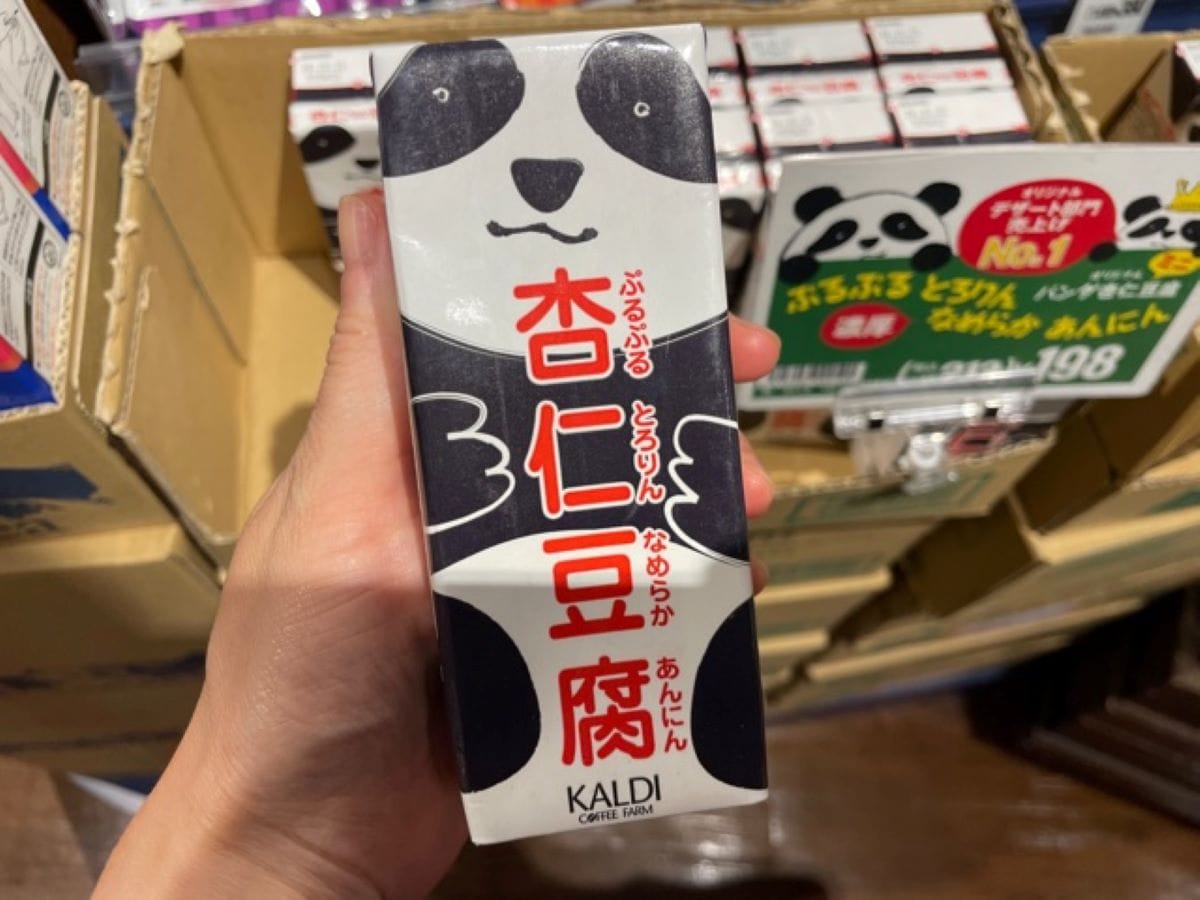 杏仁豆腐
ぷるぷる とろりん なめらか あんにん
KALDI
COFFEE FARM
オリジナル
デザート部門
売上げ
No.1
ぷるぷる とろりん
濃厚
なめらか あんにん
オリジナル
パンダ杏仁豆腐
ミニ
198